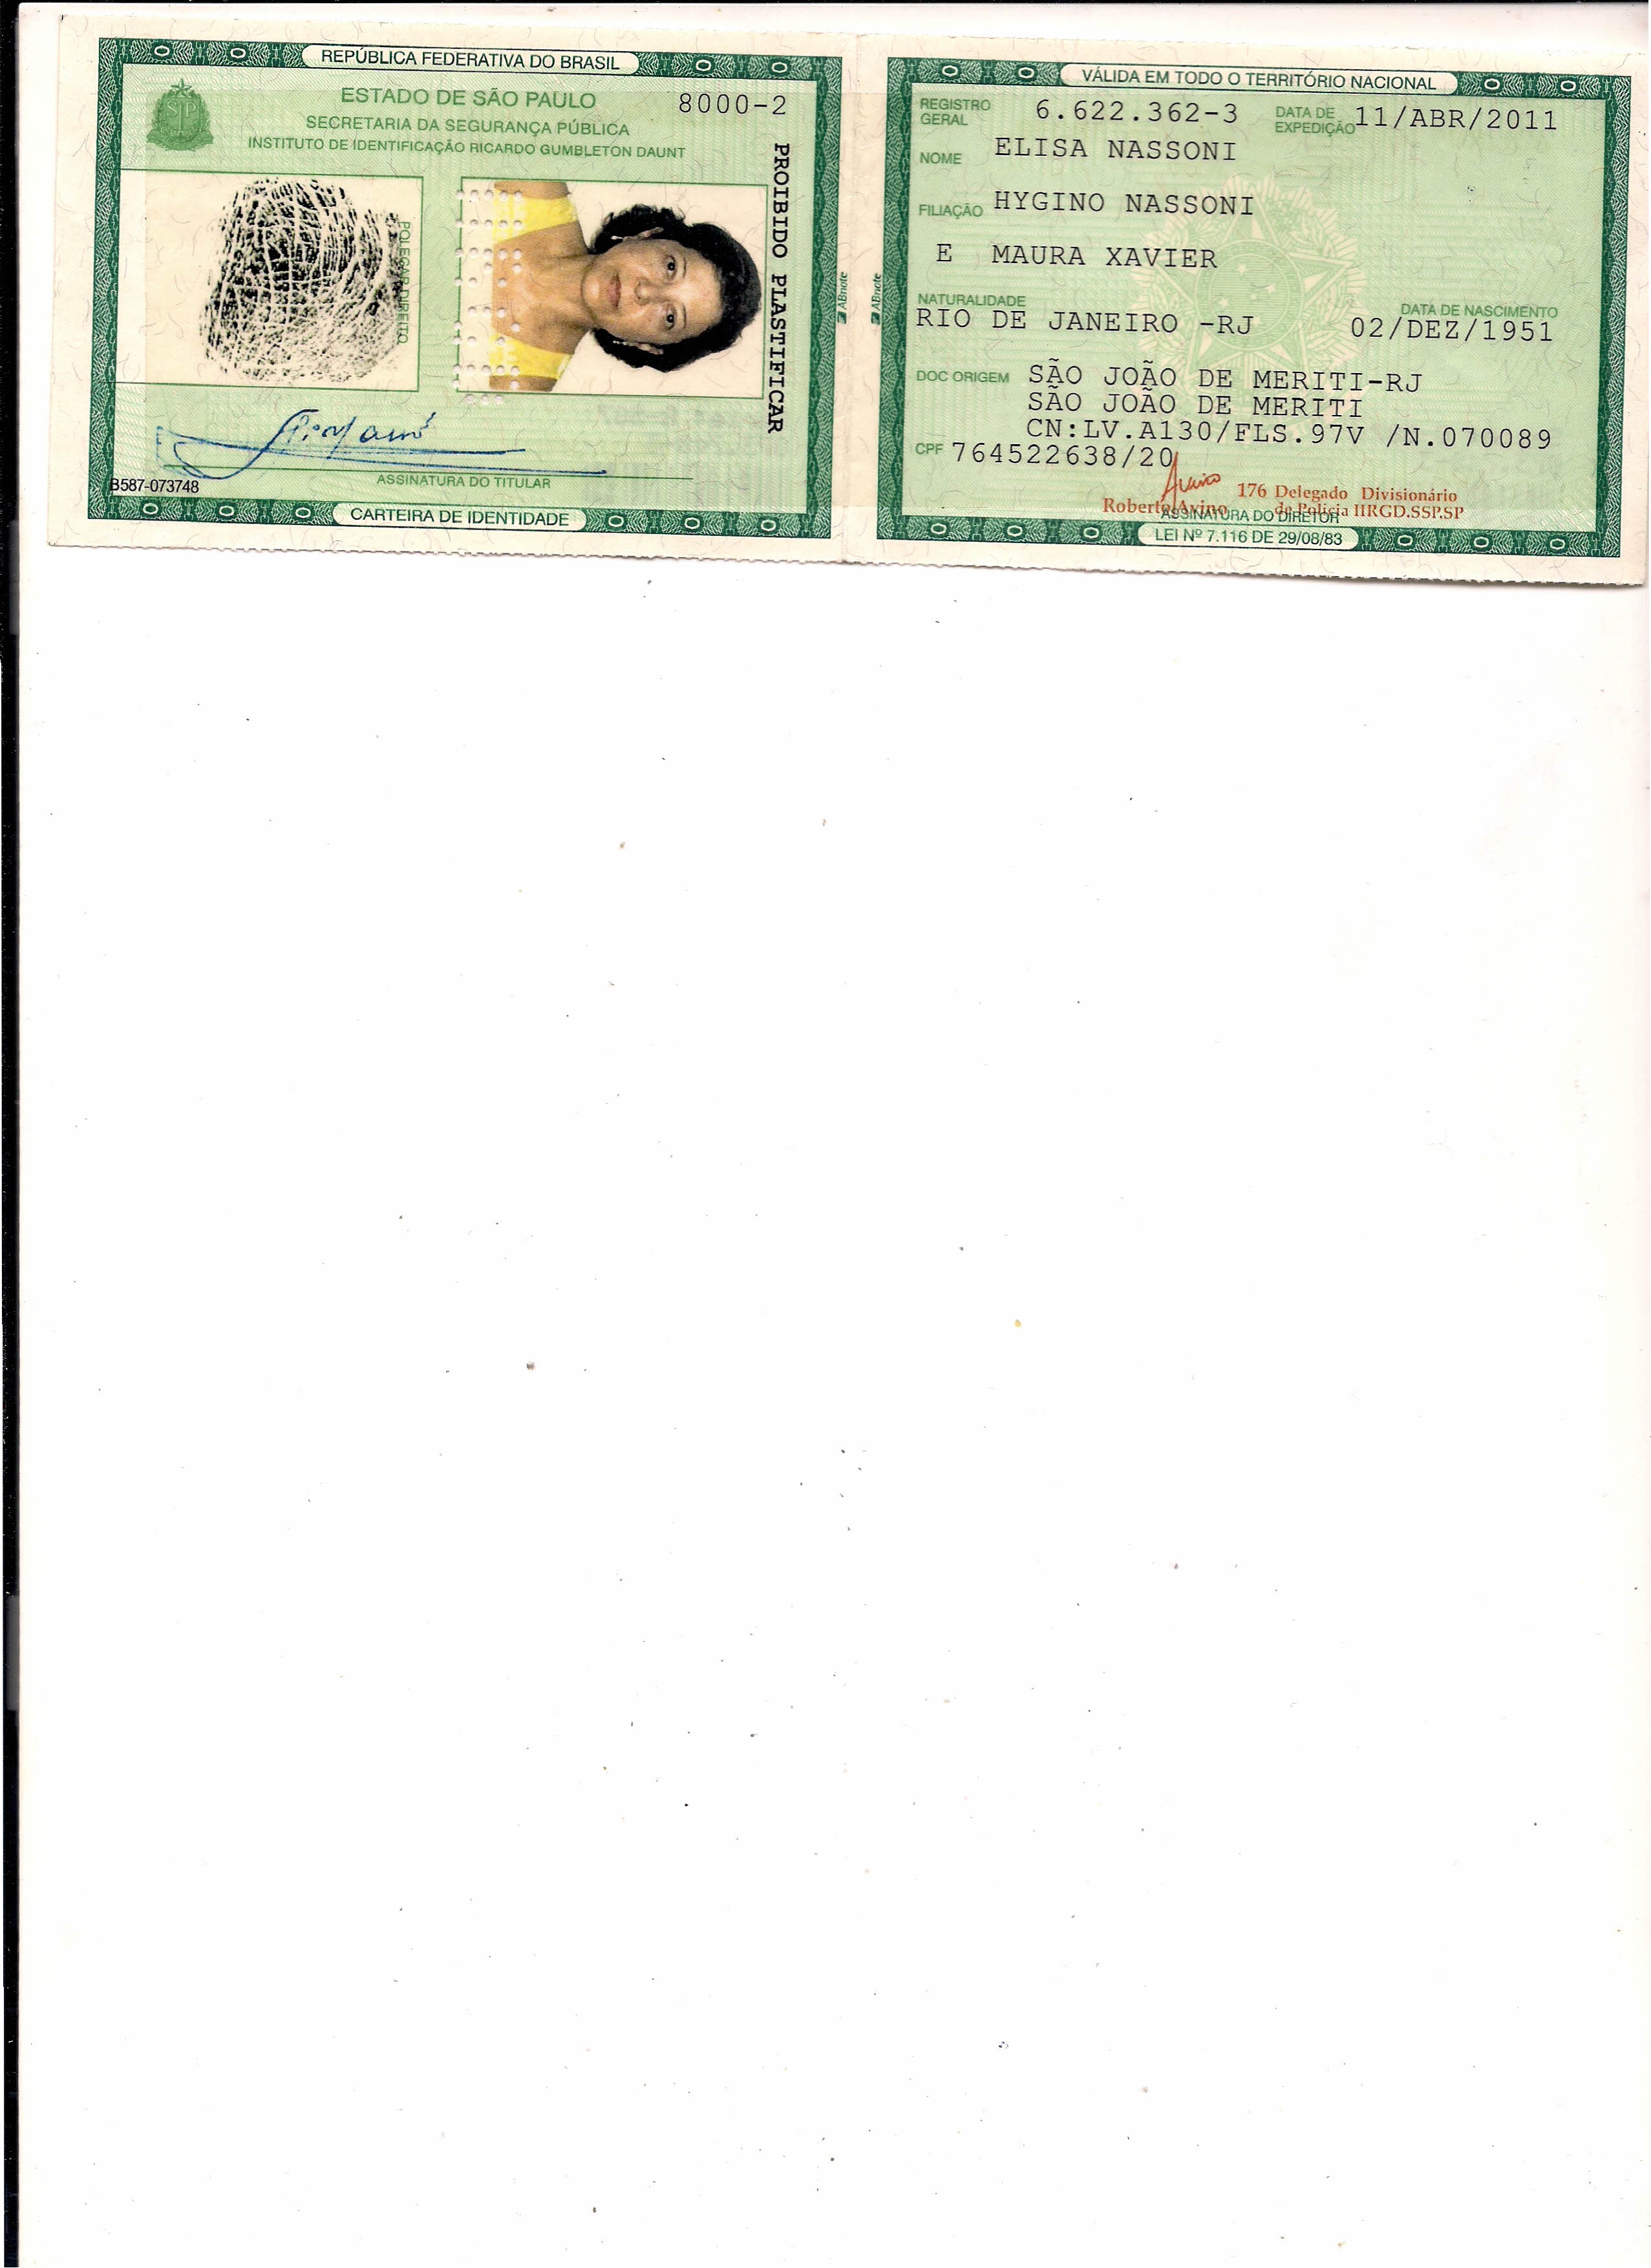 REPÚBLICA FEDERATIVA DO BRASIL
ESTADO DE SÃO PAULO
8000-2
SECRETARIA DA SEGURANÇA PÚBLICA
INSTITUTO DE IDENTIFICAÇÃO RICARDO GUMBLETON DAUNT
POLEGAR DIREITO
PROIBIDO PLASTIFICAR
ASSINATURA DO TITULAR
B587-073748
CARTEIRA DE IDENTIDADE
ABnote
ABnote
VÁLIDA EM TODO O TERRITÓRIO NACIONAL
REGISTRO GERAL 6.622.362-3 DATA DE EXPEDIÇÃO 11/ABR/2011
NOME ELISA NASSONI
FILIAÇÃO HYGINO NASSONI
E MAURA XAVIER
NATURALIDADE DATA DE NASCIMENTO
RIO DE JANEIRO -RJ 02/DEZ/1951
DOC ORIGEM SÃO JOÃO DE MERITI-RJ
SÃO JOÃO DE MERITI
CN:LV.A130/FLS.97V /N.070089
CPF 764522638/20
176 Delegado Divisionário
Roberto Avino de Polícia IIRGD.SSP.SP
ASSINATURA DO DIRETOR
LEI Nº 7.116 DE 29/08/83